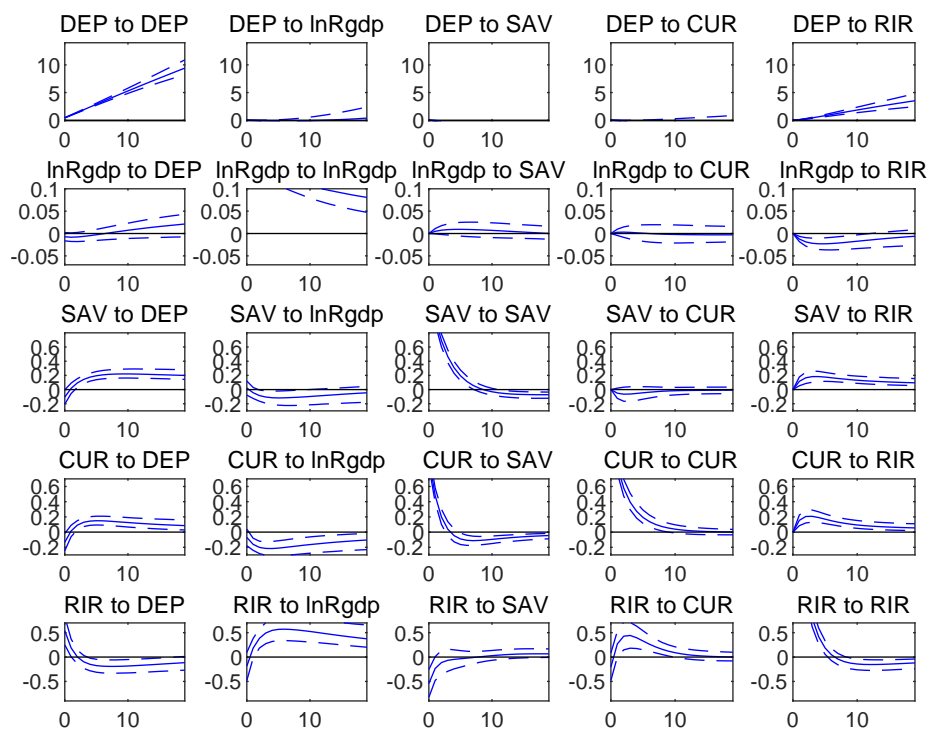 DEP to DEP DEP to lnRgdp DEP to SAV DEP to CUR DEP to RIR
10 10 10 10 10
5 5 5 5 5
0 0 0 0 0
0 10 0 10 0 10 0 10 0 10
lnRgdp to DEP lnRgdp to lnRgdp lnRgdp to SAV lnRgdp to CUR lnRgdp to RIR
0.1 0.1 0.1 0.1 0.1
0.05 0.05 0.05 0.05 0.05
0 0 0 0 0
-0.05 -0.05 -0.05 -0.05 -0.05
0 10 0 10 0 10 0 10 0 10
SAV to DEP SAV to lnRgdp SAV to SAV SAV to CUR SAV to RIR
0.6 0.6 0.6 0.6 0.6
0.4 0.4 0.4 0.4 0.4
0.2 0.2 0.2 0.2 0.2
0 0 0 0 0
-0.2 -0.2 -0.2 -0.2 -0.2
0 10 0 10 0 10 0 10 0 10
CUR to DEP CUR to lnRgdp CUR to SAV CUR to CUR CUR to RIR
0.6 0.6 0.6 0.6 0.6
0.4 0.4 0.4 0.4 0.4
0.2 0.2 0.2 0.2 0.2
0 0 0 0 0
-0.2 -0.2 -0.2 -0.2 -0.2
0 10 0 10 0 10 0 10 0 10
RIR to DEP RIR to lnRgdp RIR to SAV RIR to CUR RIR to RIR
0.5 0.5 0.5 0.5 0.5
0 0 0 0 0
-0.5 -0.5 -0.5 -0.5 -0.5
0 10 0 10 0 10 0 10 0 10